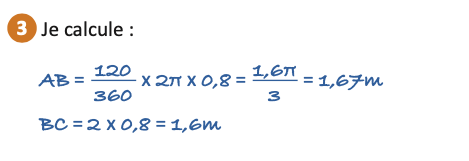 3 Je calcule :
AB = 120/360 x 2π x 0,8 = 1,6π/3 = 1,67m
BC = 2 x 0,8 = 1,6m